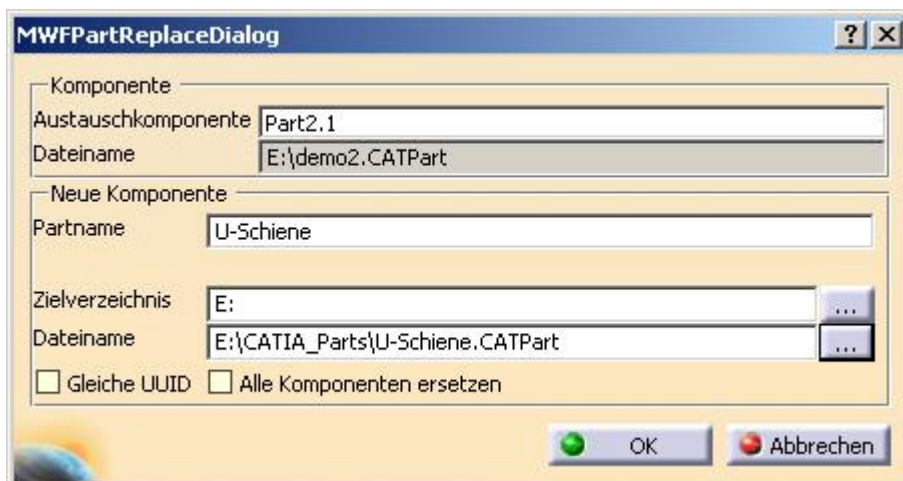 MWFPartReplaceDialog ? X
Komponente
Austauschkomponente Part2.1
Dateiname E:\demo2.CATPart
Neue Komponente
Partname U-Schiene
Zielverzeichnis E: ...
Dateiname E:\CATIA_Parts\U-Schiene.CATPart ...
Gleiche UUID Alle Komponenten ersetzen
OK Abbrechen